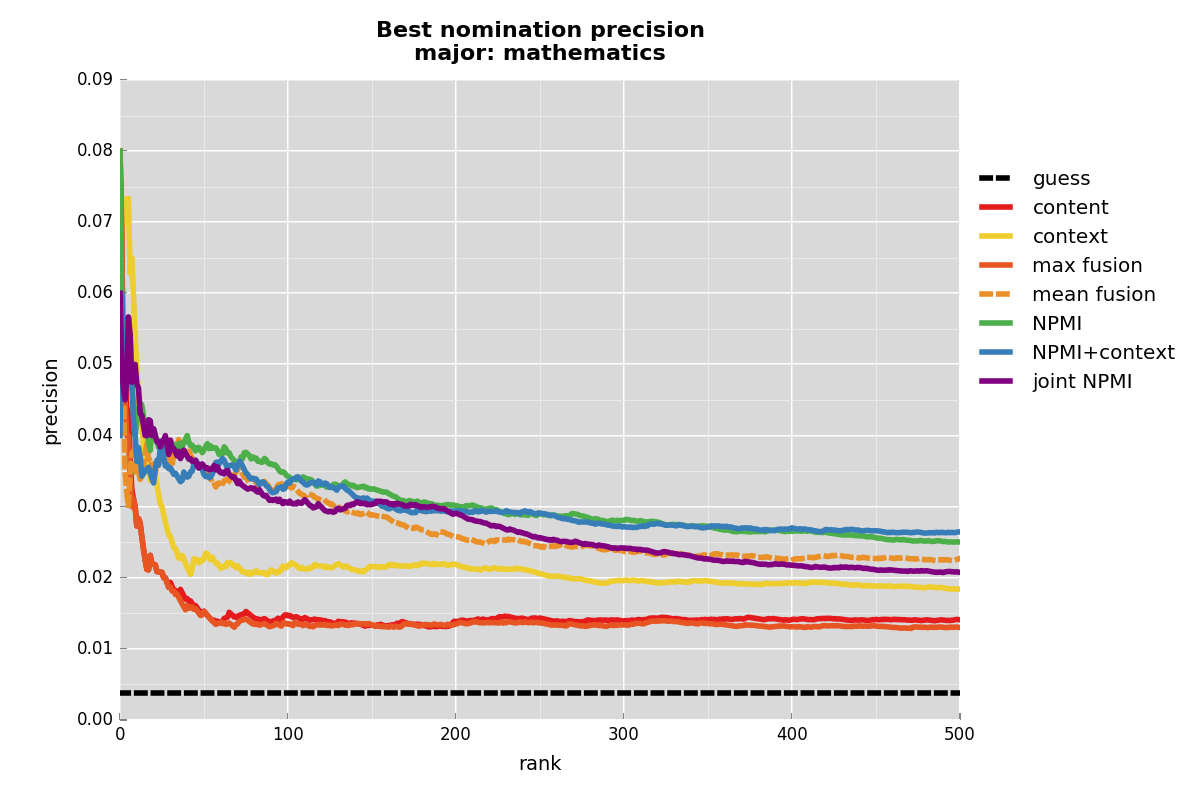 Best nomination precision
major: mathematics
precision
0.09
0.08
0.07
0.06
0.05
0.04
0.03
0.02
0.01
0.00
0 100 200 300 400 500
rank
guess
content
context
max fusion
mean fusion
NPMI
NPMI+context
joint NPMI